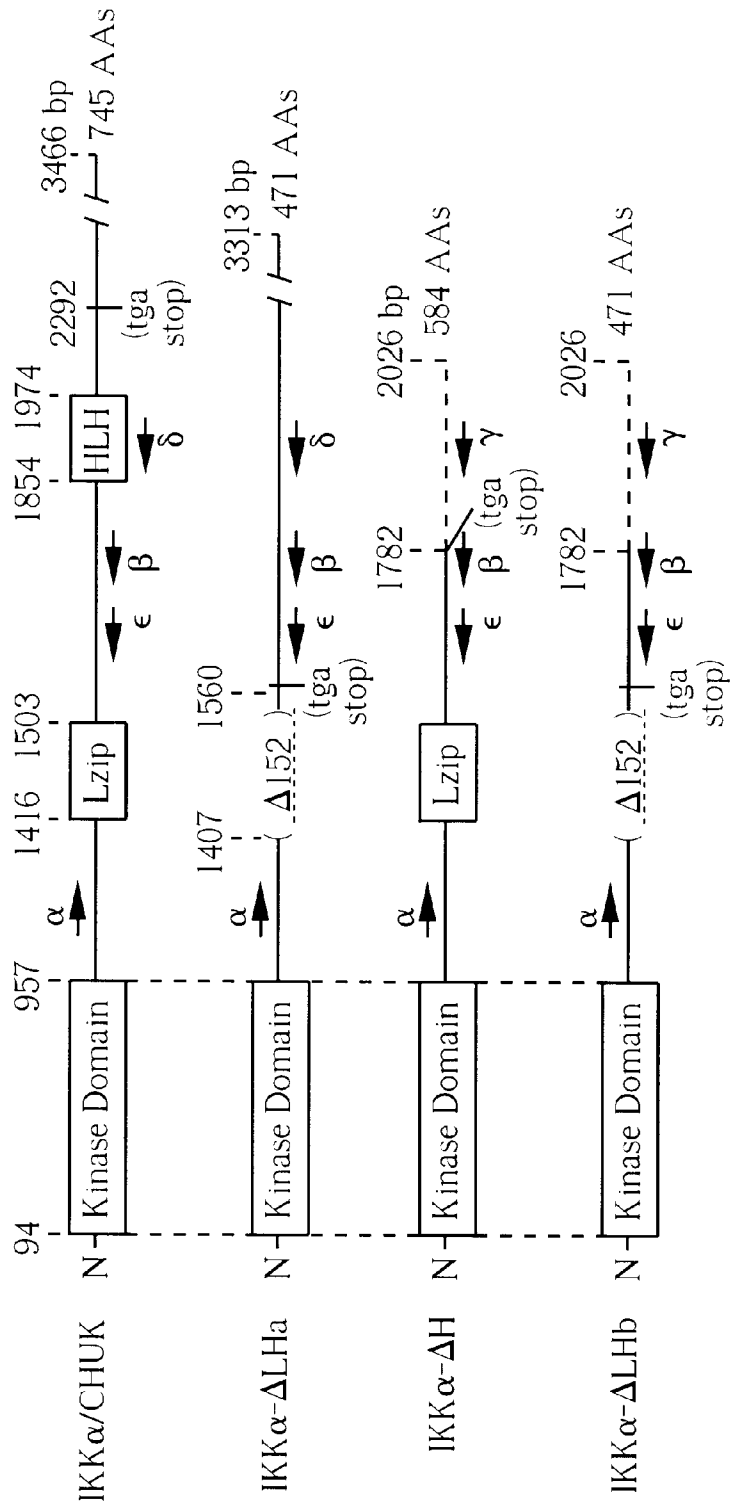 94
957
1416
1503
1854
1974
2292
3466 bp
IKKα/CHUK
N
Kinase Domain
α
Lzip
ϵ
β
HLH
δ
(tga
stop)
745 AAs
1407
1560
3313 bp
IKKα-ΔLHa
N
Kinase Domain
α
( Δ152 )
(tga
stop)
ϵ
β
δ
471 AAs
1782
2026 bp
IKKα-ΔH
N
Kinase Domain
α
Lzip
ϵ
β
(tga
stop)
γ
584 AAs
1782
2026
IKKα-ΔLHb
N
Kinase Domain
α
( Δ152 )
(tga
stop)
ϵ
β
γ
471 AAs